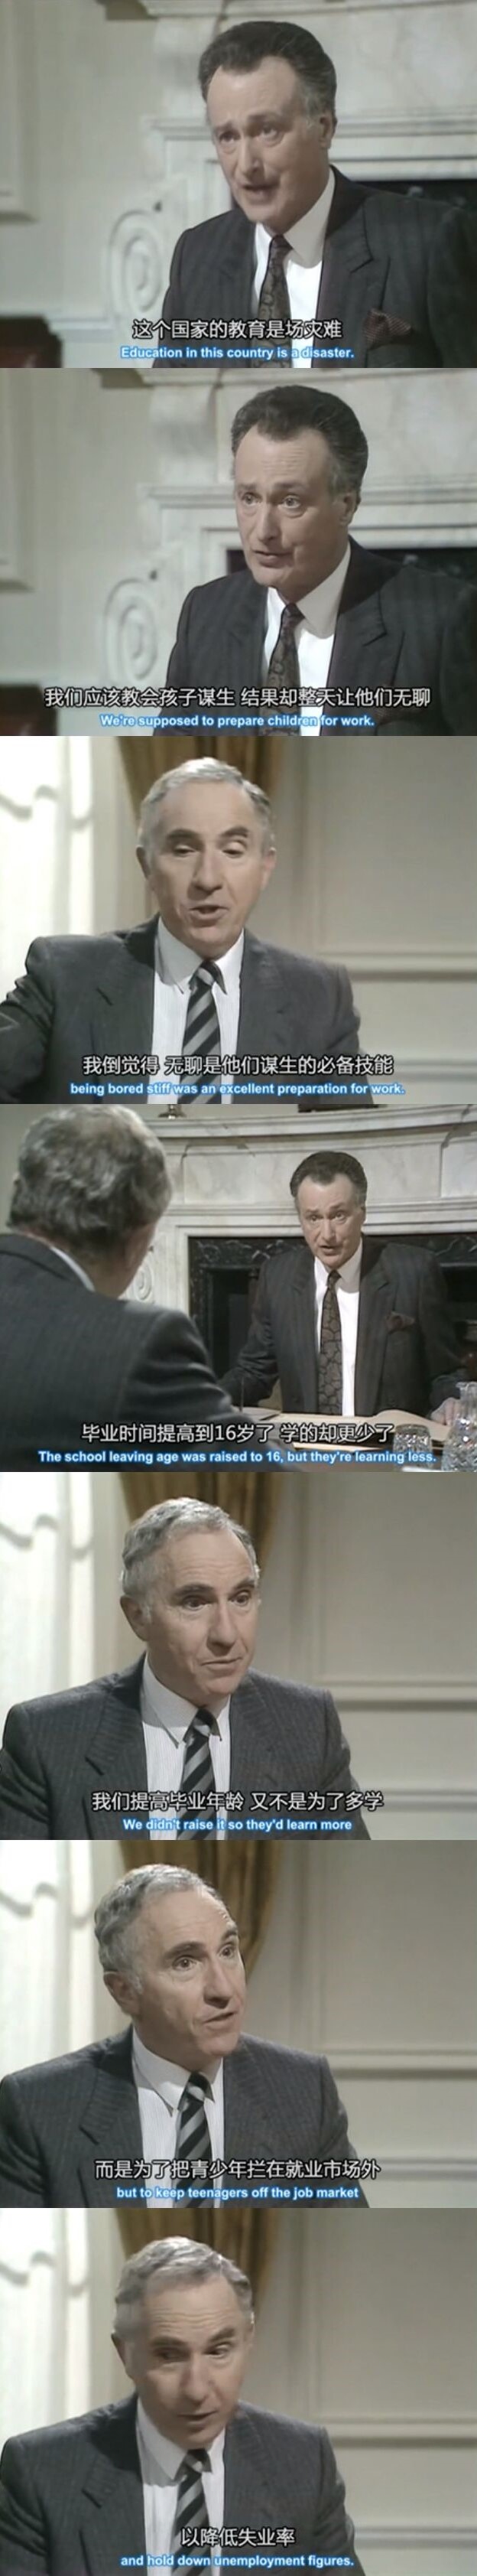 这个国家的教育是场灾难
Education in this country is a disaster.
我们应该教会孩子谋生 结果却整天让他们无聊
We're supposed to prepare children for work.
我倒觉得 无聊是他们谋生的必备技能
being bored stiff was an excellent preparation for work.
毕业时间提高到16岁了 学的却更少了
The school leaving age was raised to 16, but they're learning less.
我们提高毕业年龄 又不是为了多学
We didn't raise it so they'd learn more
而是为了把青少年拦在就业市场外
but to keep teenagers off the job market
以降低失业率
and hold down unemployment figures.